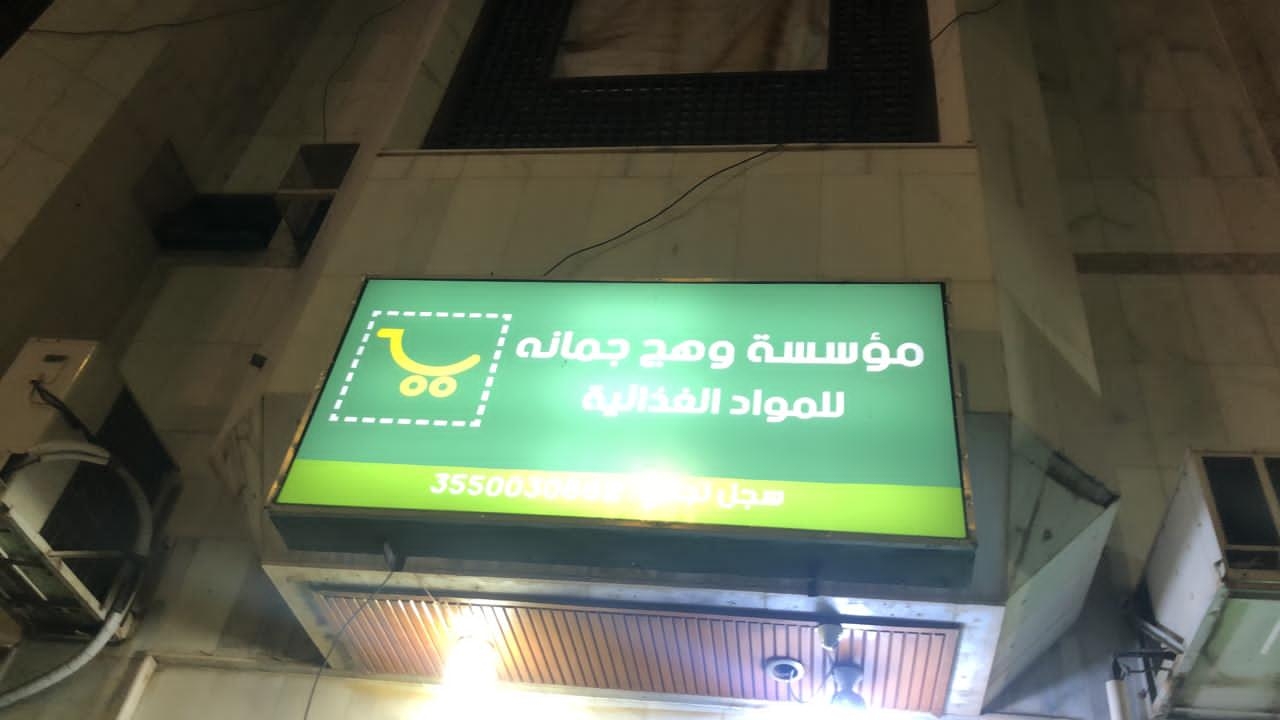 مؤسسة وهج جمانه
للمواد الغذائية
سجل